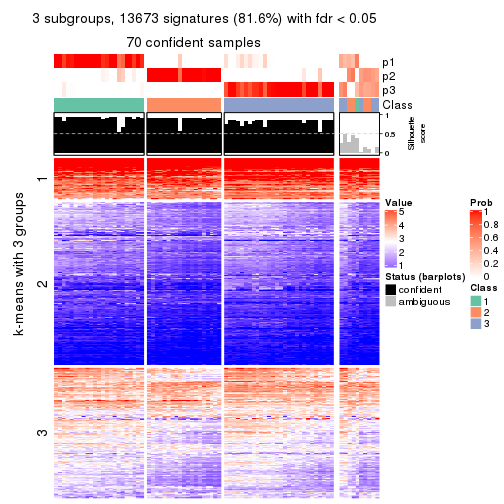 3 subgroups, 13673 signatures (81.6%) with fdr < 0.05
70 confident samples
p1
p2
p3
Class
1
0.5
0
Silhouette
score
k-means with 3 groups
1
2
3
Value
5
4
3
2
1
Status (barplots)
confident
ambiguous
Prob
1
0.8
0.6
0.4
0.2
0
Class
1
2
3